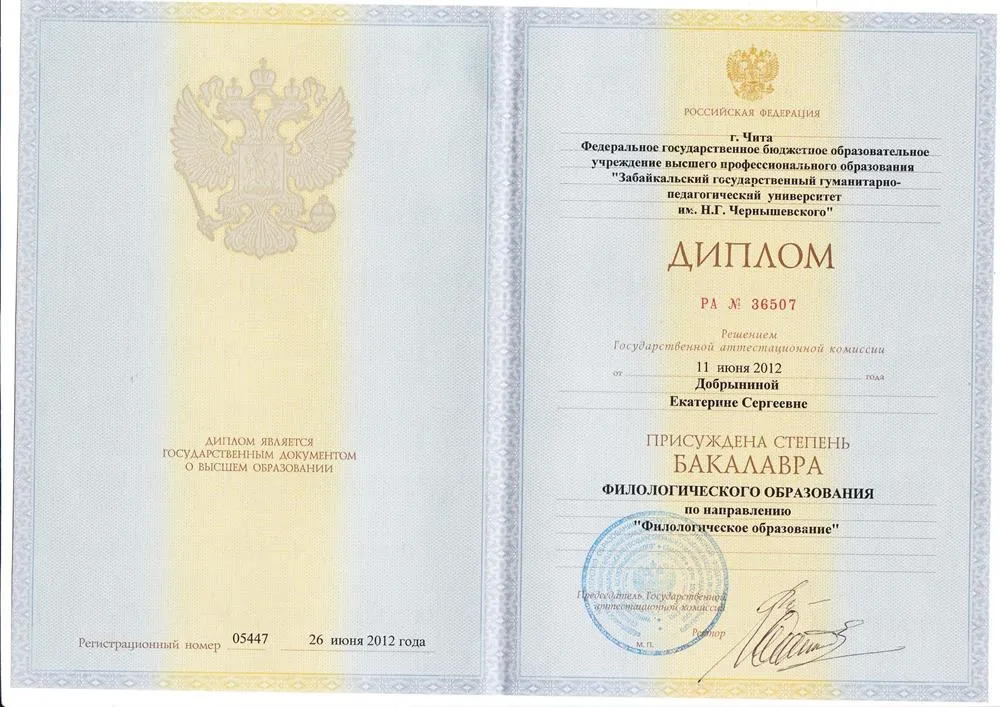 ДИПЛОМ ЯВЛЯЕТСЯ
ГОСУДАРСТВЕННЫМ ДОКУМЕНТОМ
О ВЫСШЕМ ОБРАЗОВАНИИ
Регистрационный номер 05447 26 июня 2012 года
РОССИЙСКАЯ ФЕДЕРАЦИЯ
г. Чита
Федеральное государственное бюджетное образовательное
учреждение высшего профессионального образования
"Забайкальский государственный гуманитарно-
педагогический университет
им. Н.Г. Чернышевского"
ДИПЛОМ
РА № 36507
Решением
Государственной аттестационной комиссии
от 11 июня 2012 года
Добрыниной
Екатерине Сергеевне
ПРИСУЖДЕНА СТЕПЕНЬ
БАКАЛАВРА
ФИЛОЛОГИЧЕСКОГО ОБРАЗОВАНИЯ
по направлению
"Филологическое образование"
Председатель Государственной
аттестационной комиссии
Ректор
М.П.